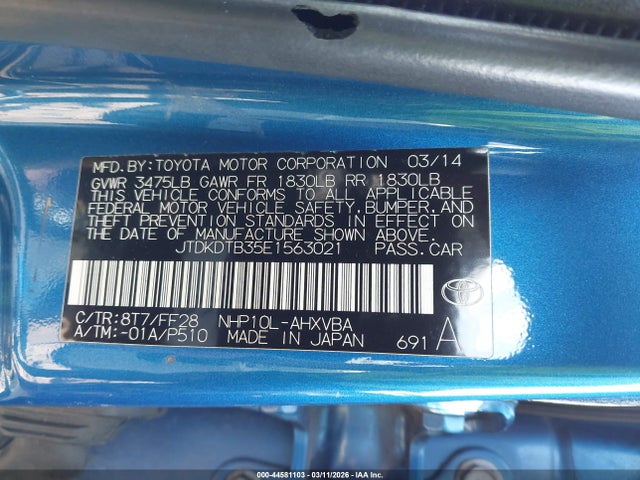 MFD.BY:TOYOTA MOTOR CORPORATION 03/14
GVWR 3475LB GAWR FR 1830LB RR 1830LB
THIS VEHICLE CONFORMS TO ALL APPLICABLE
FEDERAL MOTOR VEHICLE SAFETY,BUMPER,AND
THEFT PREVENTION STANDARDS IN EFFECT ON
THE DATE OF MANUFACTURE SHOWN ABOVE.
JTDKDTB35E1563021 PASS.CAR
C/TR:8T7/FF28 NHP10L-AHXVBA
A/TM:-01A/P510 MADE IN JAPAN 691 A
TOYOTA
000-44581103 - 03/11/2026 - IAA Inc.